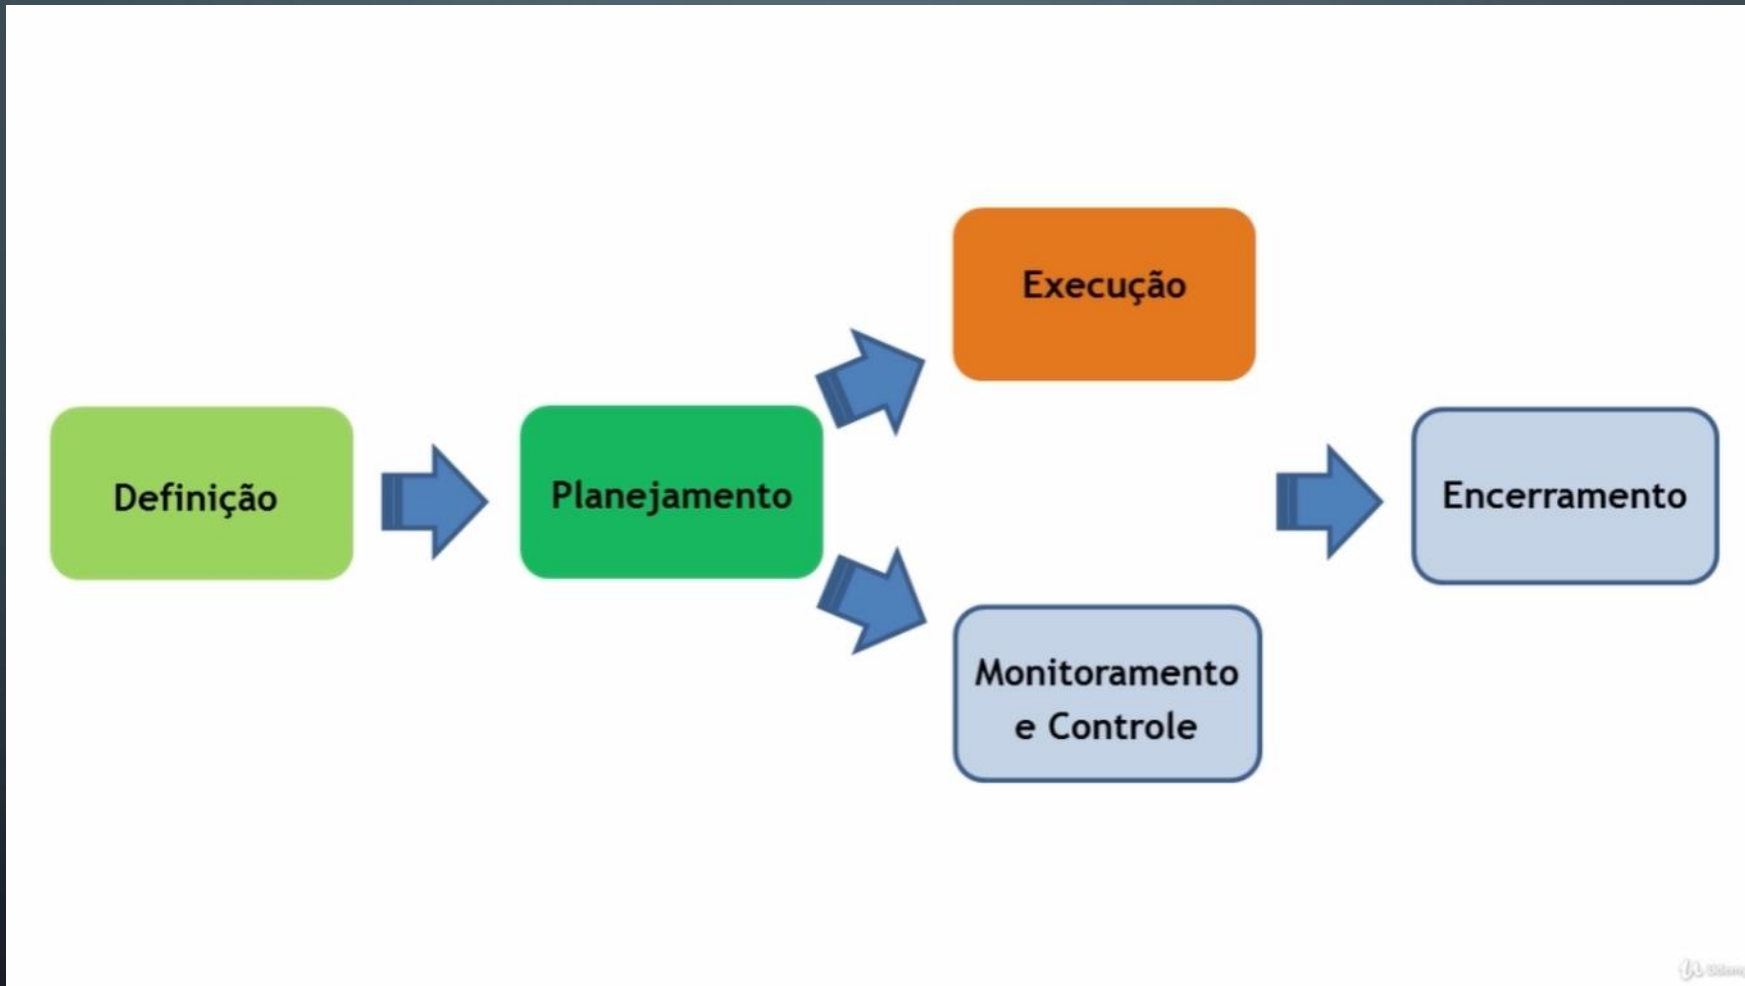 Definição
Planejamento
Execução
Monitoramento
e Controle
Encerramento